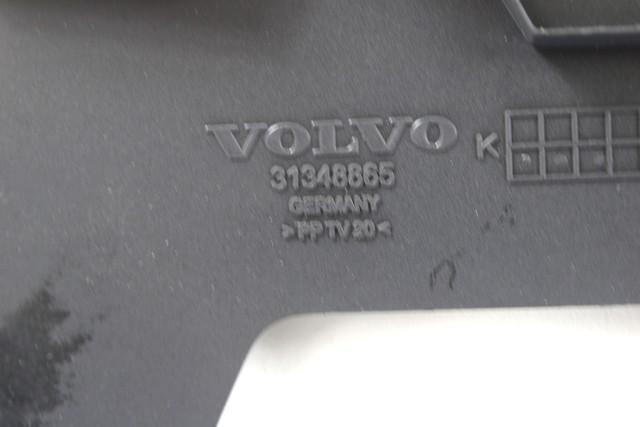 VOLVO
31348865
GERMANY
>PP TV 20<
K